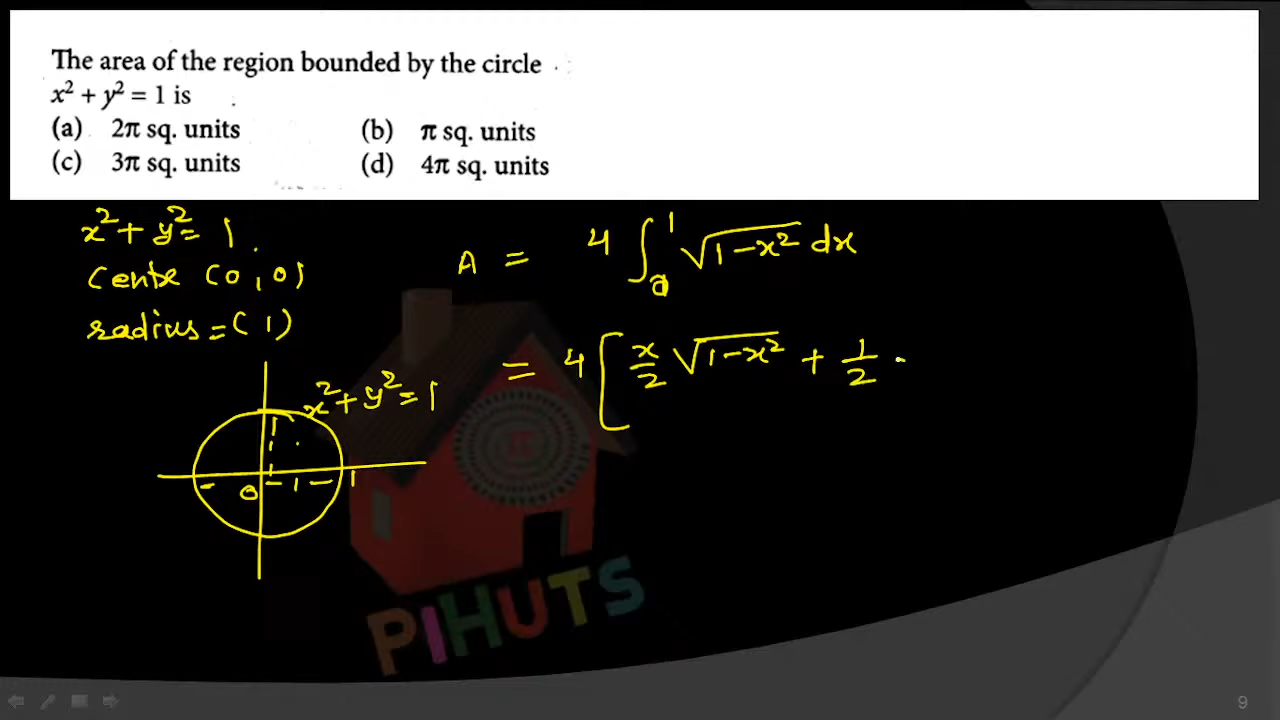 The area of the region bounded by the circle
x² + y² = 1 is
(a) 2π sq. units (b) π sq. units
(c) 3π sq. units (d) 4π sq. units
x² + y² = 1.
Centre (0, 0)
radius = (1)
x² + y² = 1
0 1 1
A = 4 ∫₀¹ √(1-x²) dx
= 4 [ x/2 √(1-x²) + 1/2 ·
PIHUTS
9